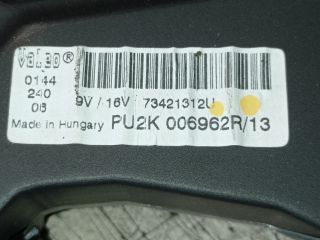 Valeo®
0144
240
06
9V / 16V 73421312U
Made in Hungary PU2K 006962R/13